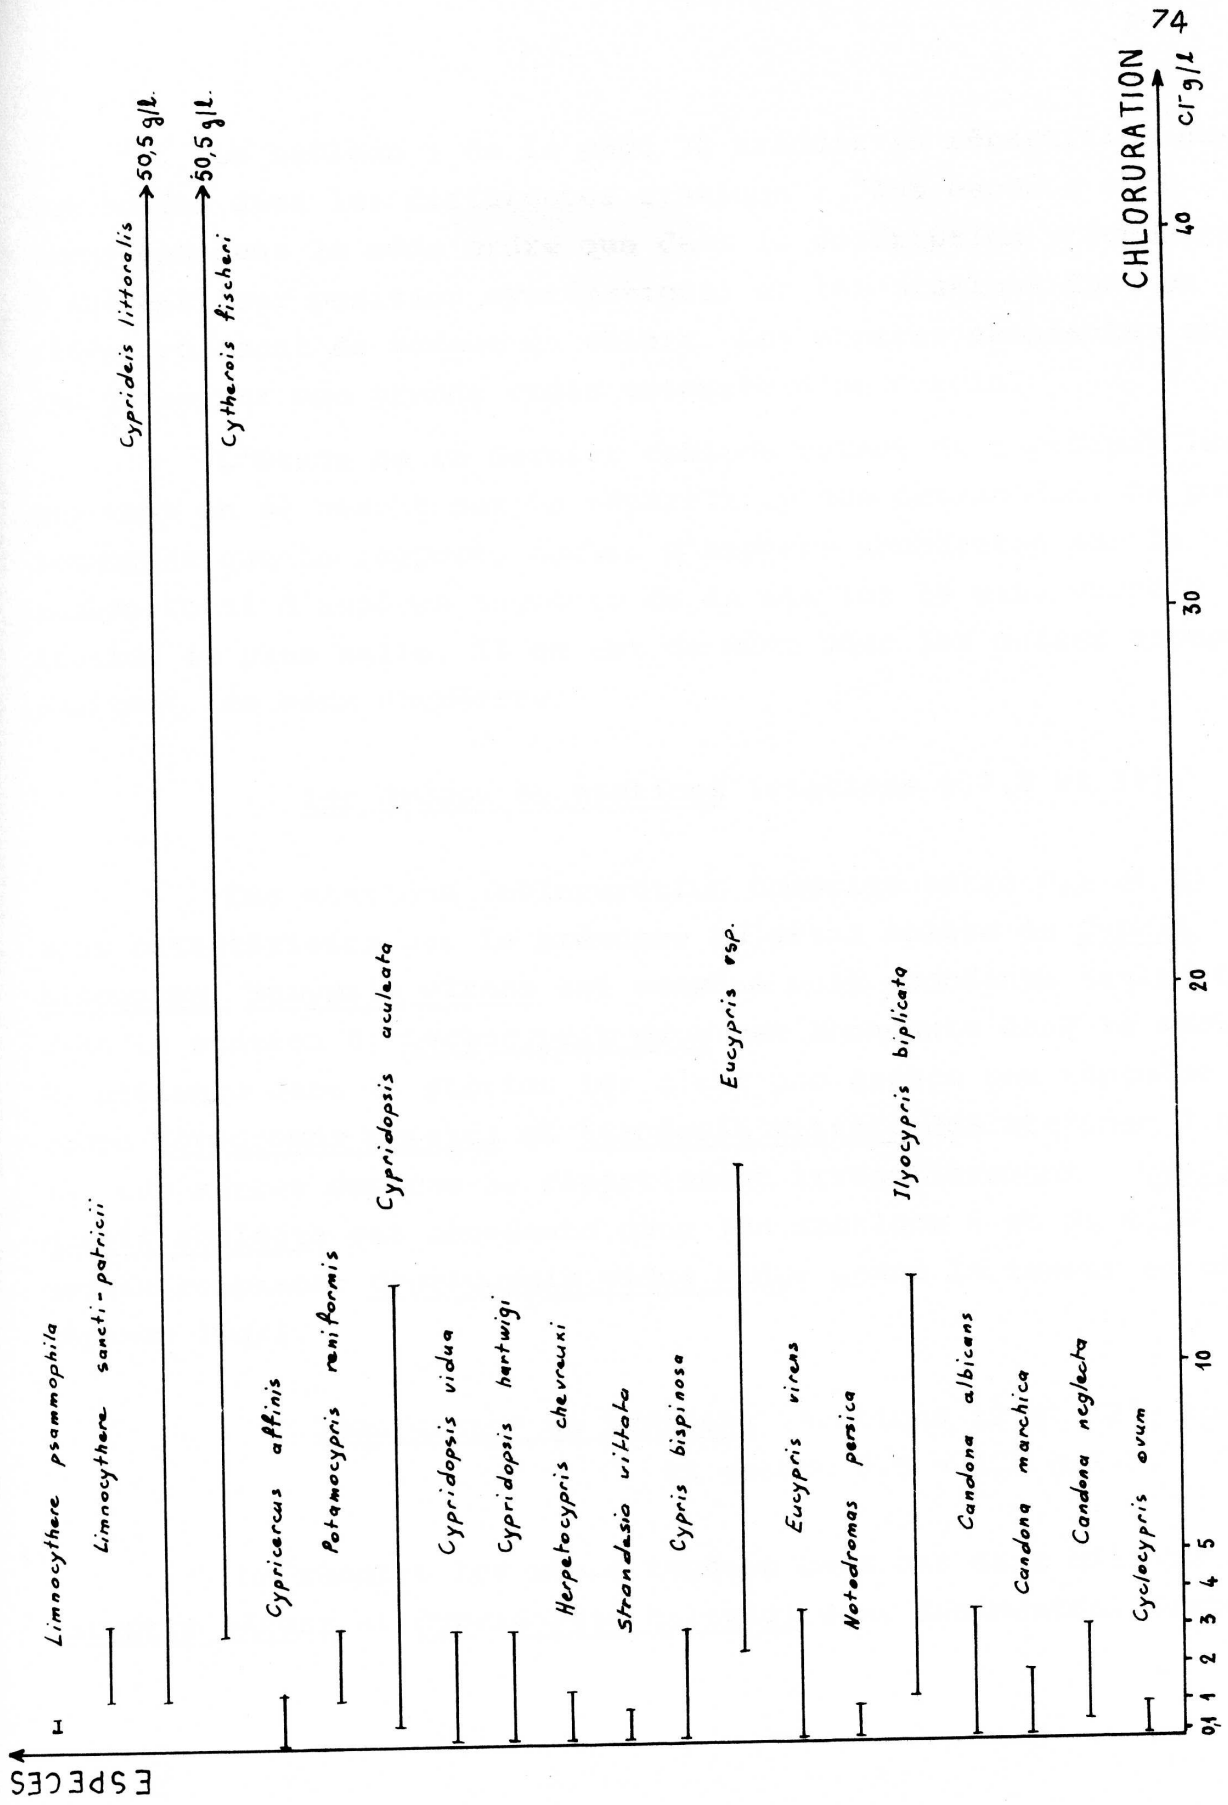 74
ESPECES
Limnocythere psammophila
Limnocythere sancti-patricii
Cyprideis littoralis
50,5 g/l.
50,5 g/l.
Cytherois fischeri
Cypricercus affinis
Potamocypris reniformis
Cypridopsis aculeata
Cypridopsis vidua
Cypridopsis hartwigi
Herpetocypris chevreuxi
Strandesia vittata
Cypris bispinosa
Eucypris
Eucypris virens
Notodromas persica
Ilyocypris biplicata
Candona albicans
Candona marchica
Candona neglecta
Cyclocypris ovum
0,1 1 2 3 4 5 10 20 30 40
CHLORURATION
Cl⁻ g/l